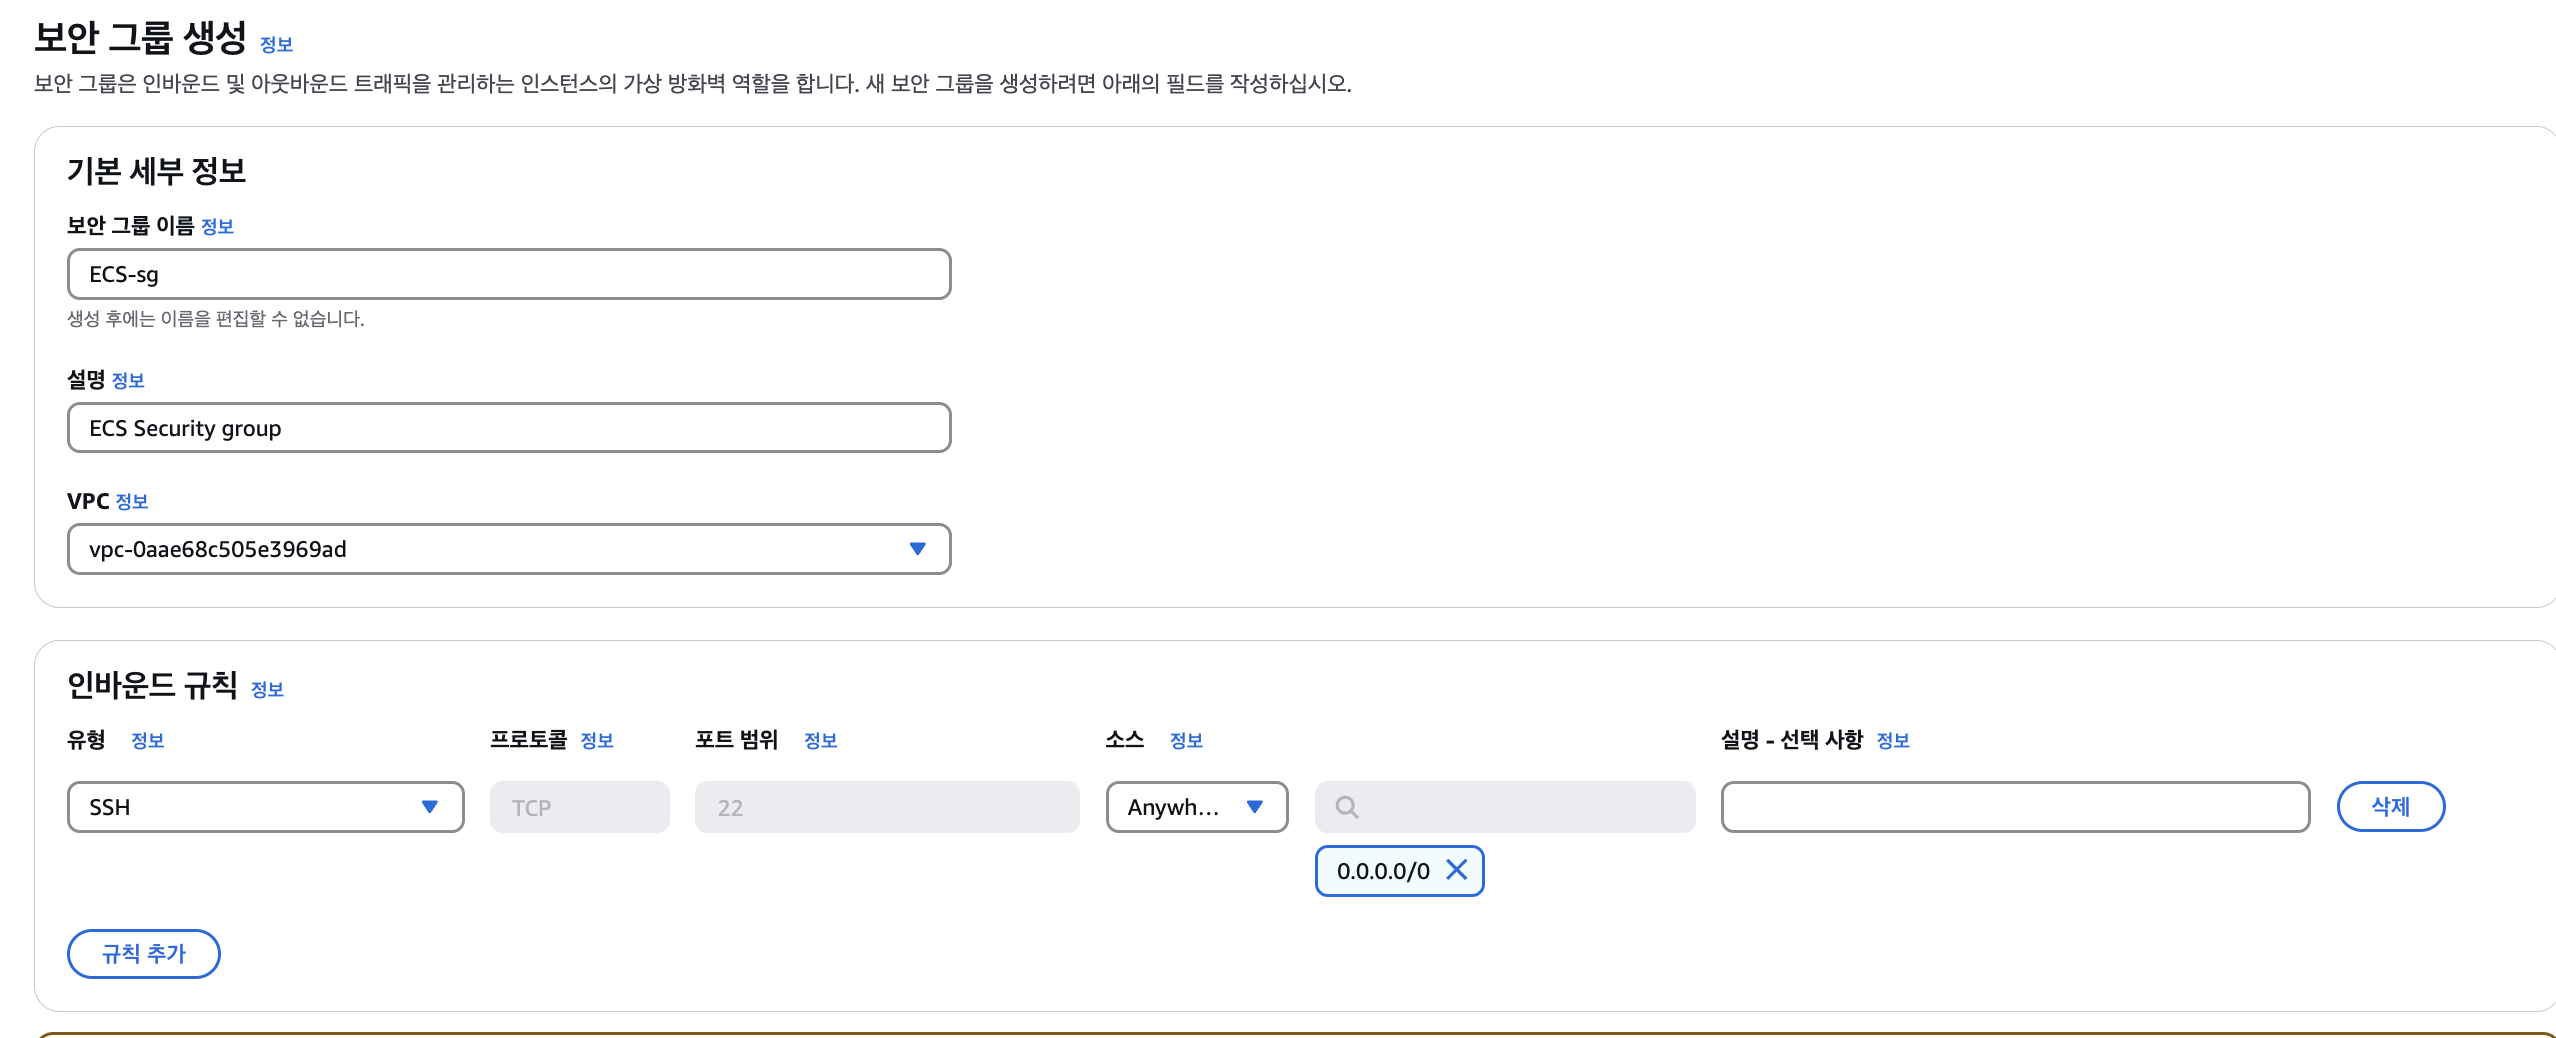 보안 그룹 생성 정보
보안 그룹은 인바운드 및 아웃바운드 트래픽을 관리하는 인스턴스의 가상 방화벽 역할을 합니다. 새 보안 그룹을 생성하려면 아래의 필드를 작성하십시오.
기본 세부 정보
보안 그룹 이름 정보
ECS-sg
생성 후에는 이름을 편집할 수 없습니다.
설명 정보
ECS Security group
VPC 정보
vpc-0aae68c505e3969ad
인바운드 규칙 정보
유형 정보 프로토콜 정보 포트 범위 정보 소스 정보 설명 - 선택 사항 정보
SSH TCP 22 Anywh... 삭제
0.0.0.0/0
규칙 추가